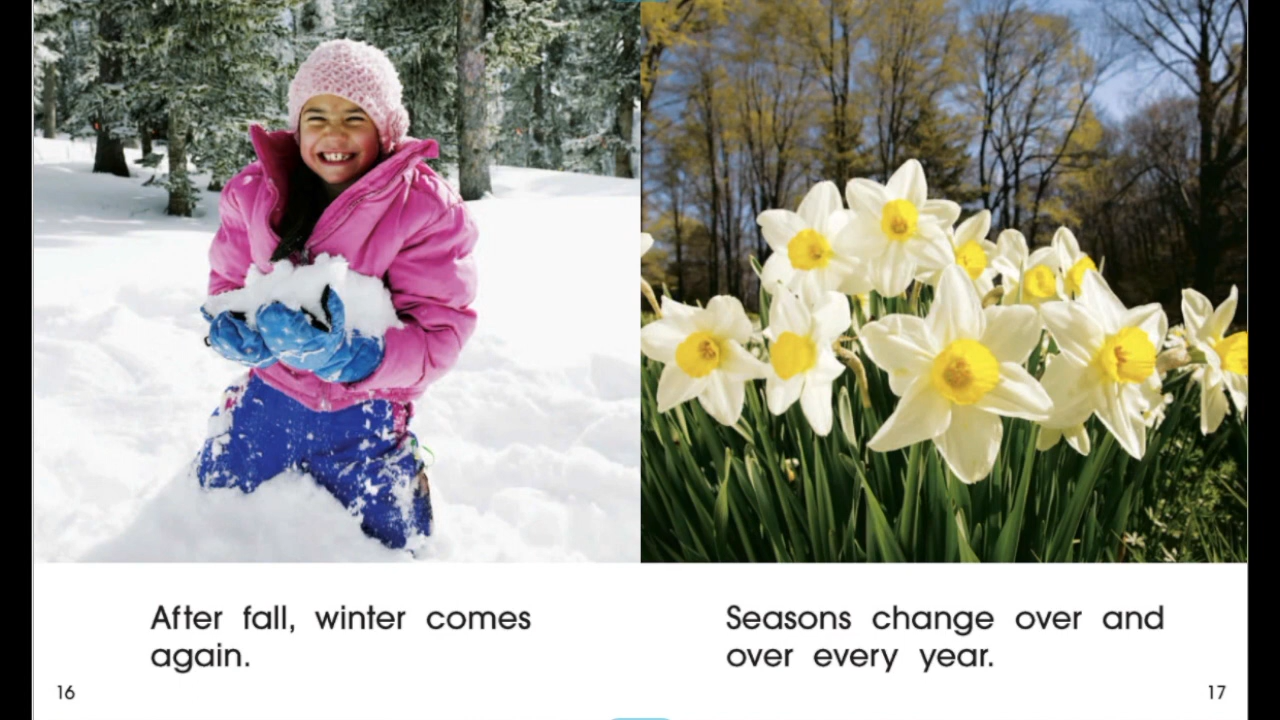 After fall, winter comes
again.
16
Seasons change over and
over every year.
17